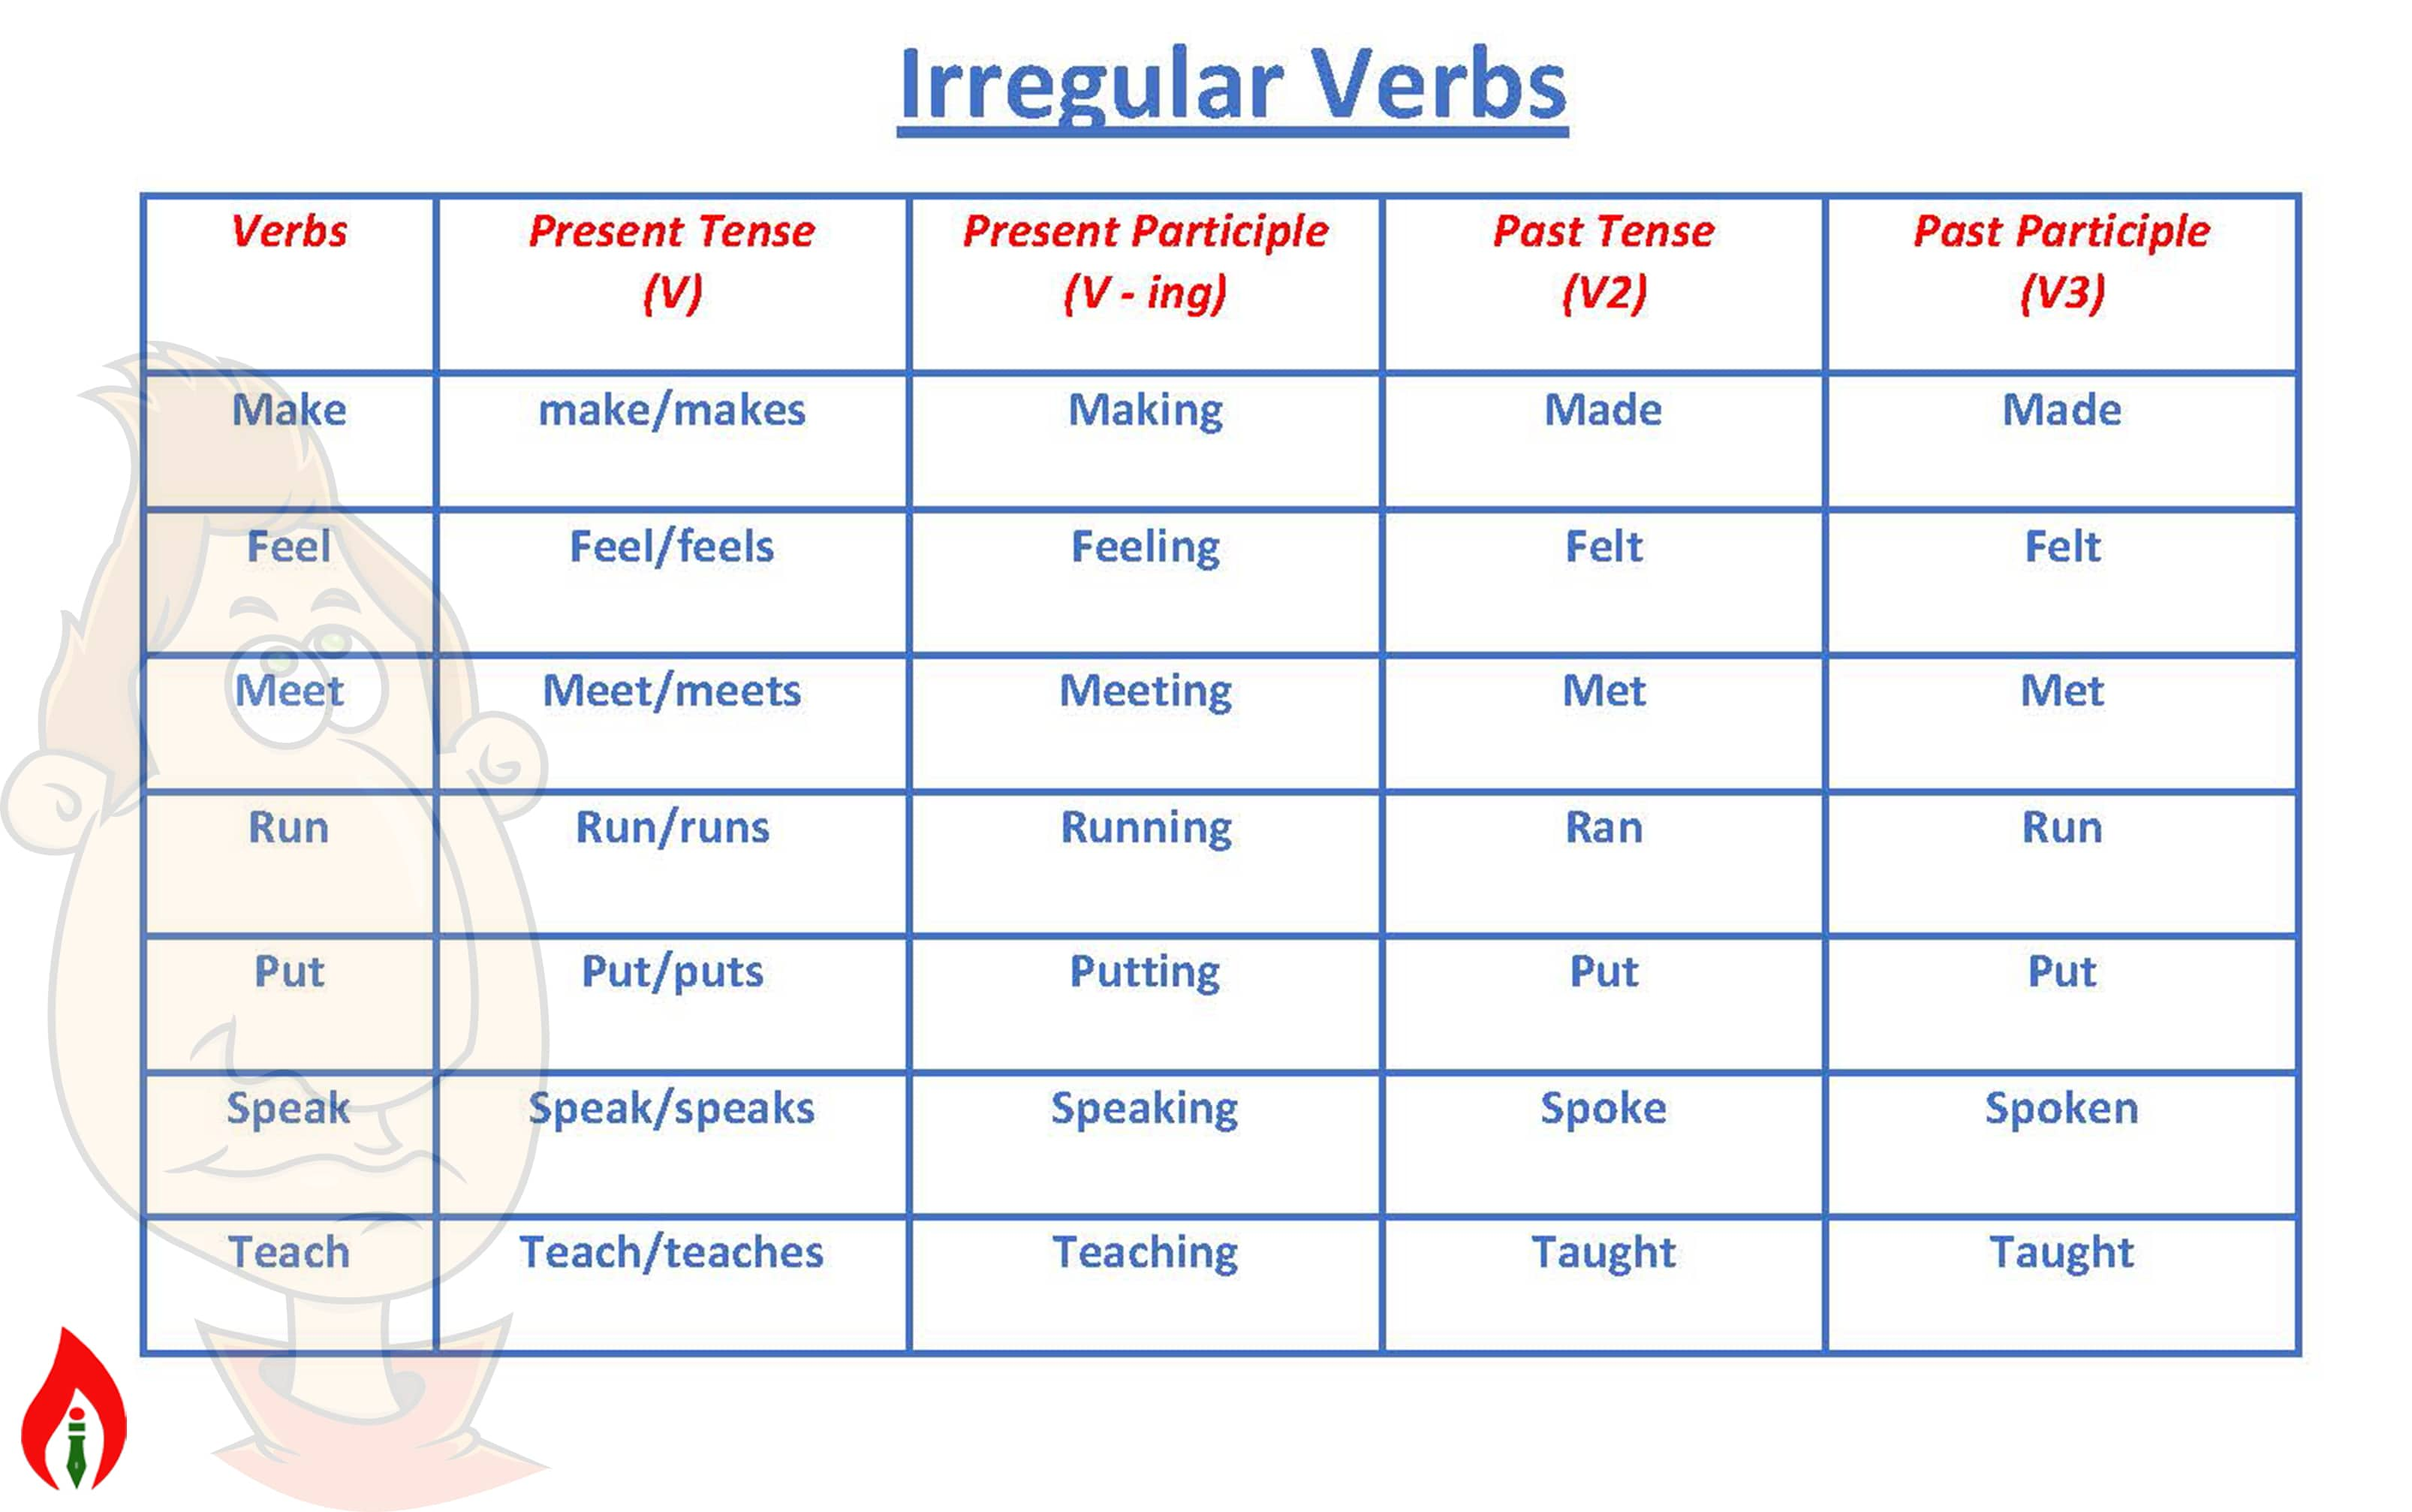 Irregular Verbs
Verbs Present Tense Present Participle Past Tense Past Participle
(V) (V - ing) (V2) (V3)
Make make/makes Making Made Made
Feel Feel/feels Feeling Felt Felt
Meet Meet/meets Meeting Met Met
Run Run/runs Running Ran Run
Put Put/puts Putting Put Put
Speak Speak/speaks Speaking Spoke Spoken
Teach Teach/teaches Teaching Taught Taught